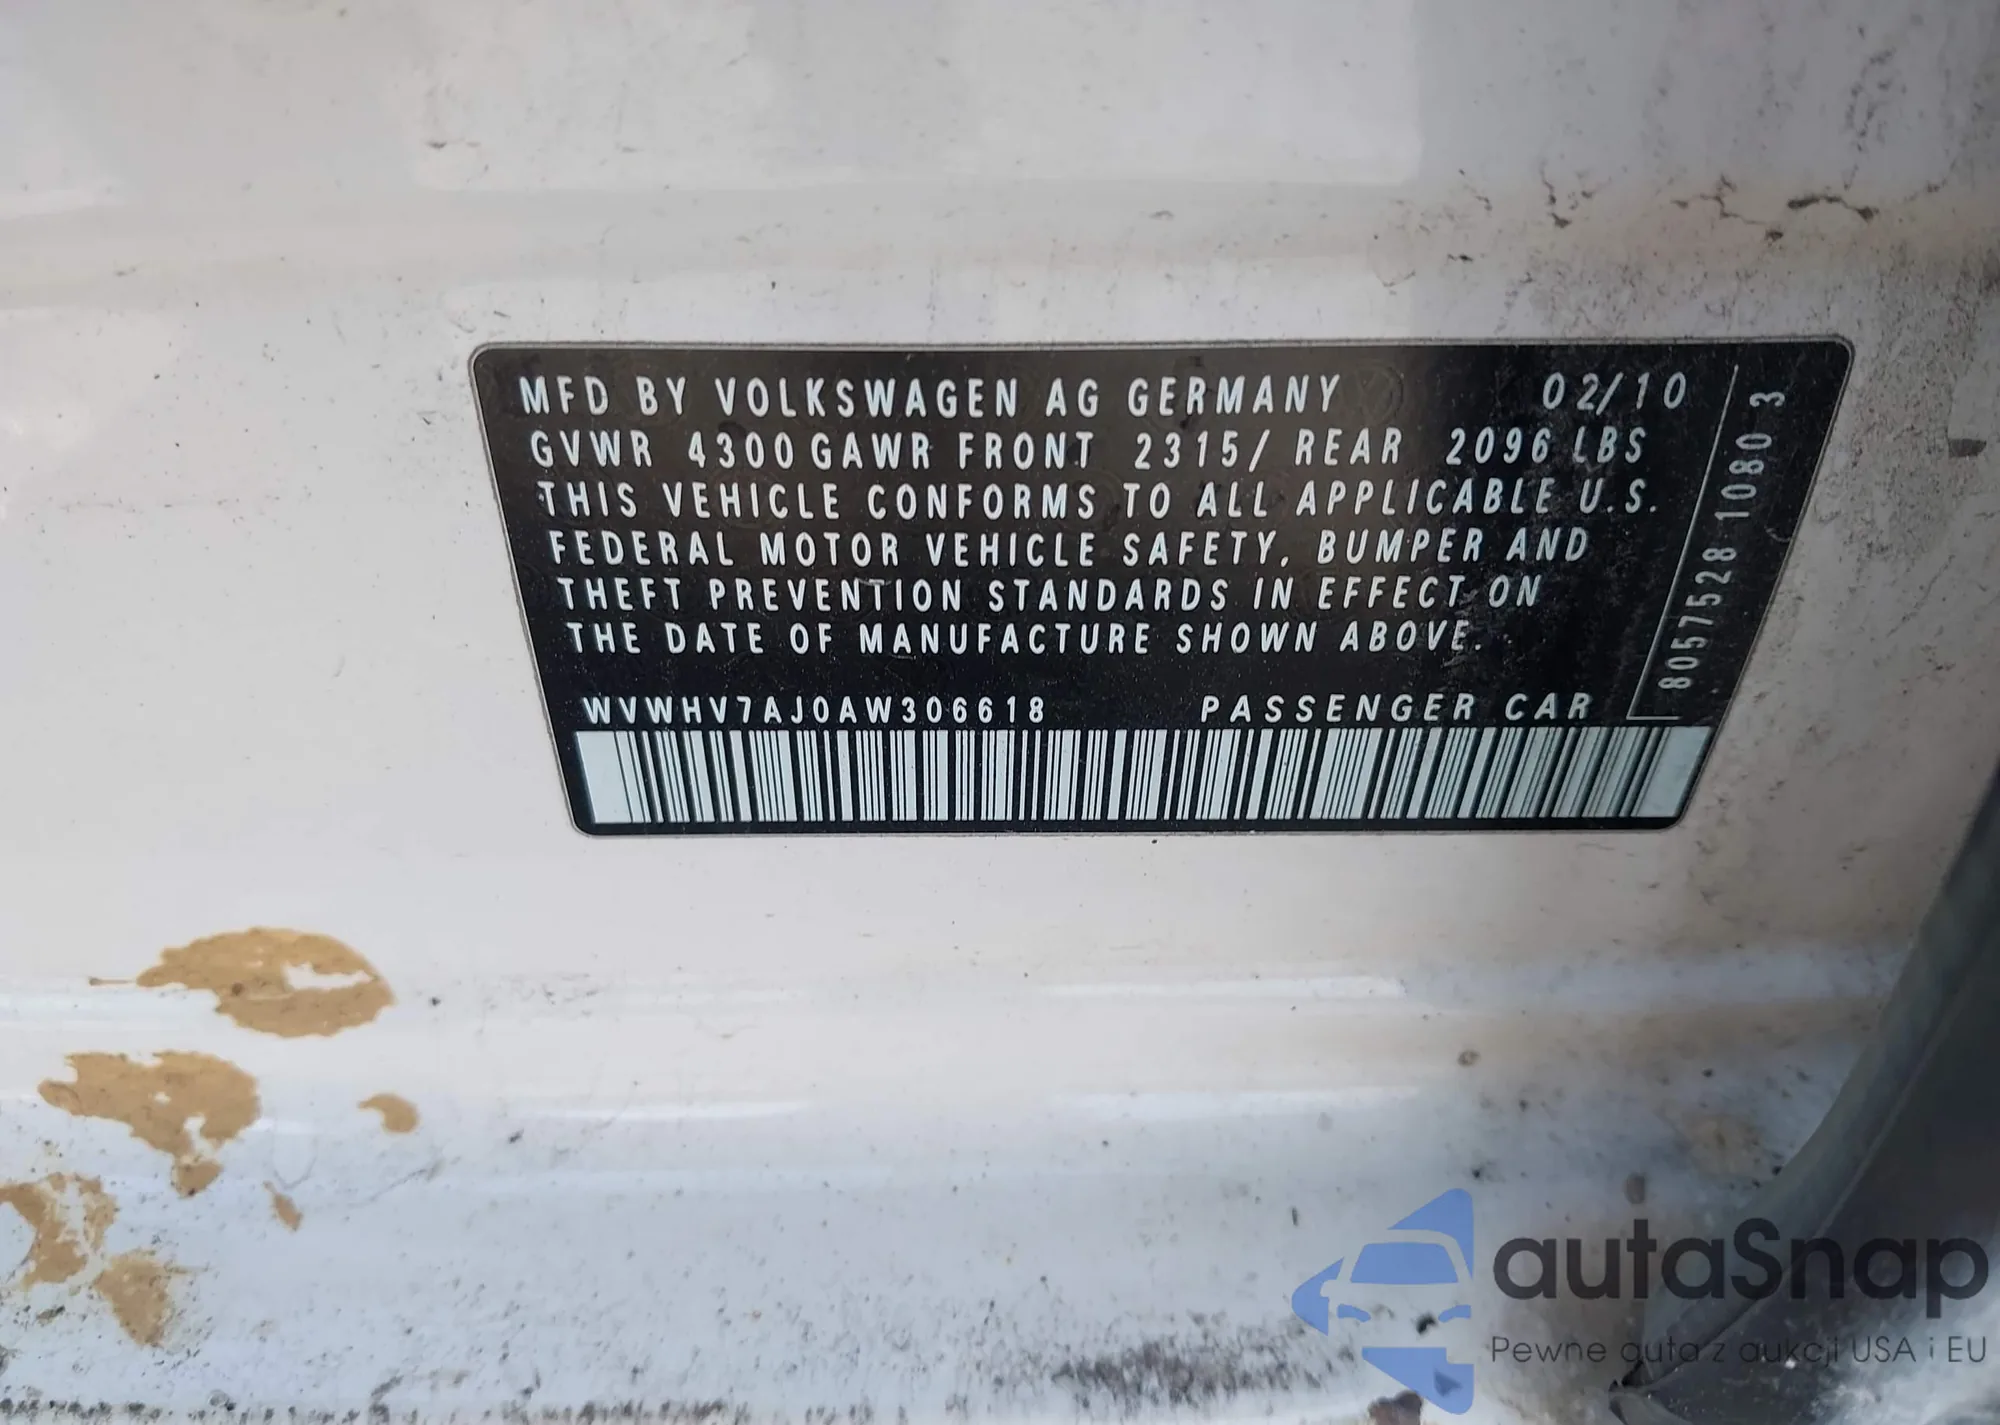 MFD BY VOLKSWAGEN AG GERMANY 02/10
GVWR 4300 GAWR FRONT 2315/ REAR 2096 LBS
THIS VEHICLE CONFORMS TO ALL APPLICABLE U.S.
FEDERAL MOTOR VEHICLE SAFETY, BUMPER AND
THEFT PREVENTION STANDARDS IN EFFECT ON
THE DATE OF MANUFACTURE SHOWN ABOVE.
WVWHV7AJ0AW306618 PASSENGER CAR
8057528 1080 3
autaSnap
Pewne auta z aukcji USA i EU